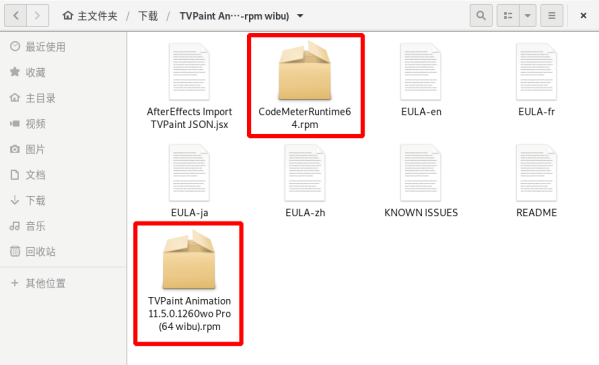 主文件夹
下载
TVPaint An…-rpm wibu)
最近使用
收藏
主目录
视频
图片
文档
下载
音乐
回收站
其他位置
AfterEffects Import
TVPaint JSON.jsx
CodeMeterRuntime6
4.rpm
EULA-en
EULA-fr
EULA-ja
EULA-zh
KNOWN ISSUES
README
TVPaint Animation
11.5.0.1260wo Pro
(64 wibu).rpm